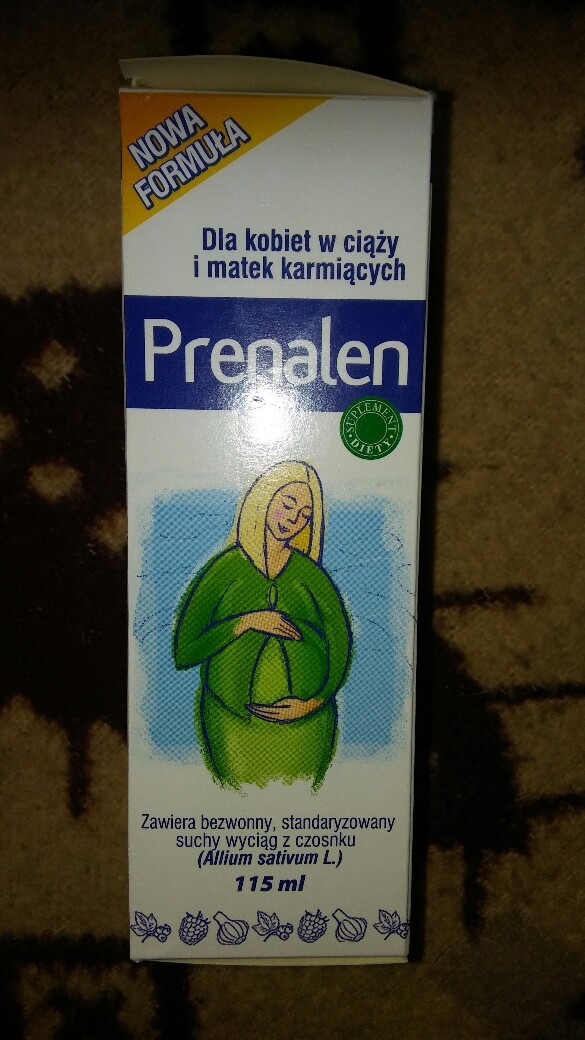 NOWA
FORMUŁA
Dla kobiet w ciąży
i matek karmiących
Prenalen
SUPLEMENT
DIETY
Zawiera bezwonny, standaryzowany
suchy wyciąg z czosnku
(Allium sativum L.)
115 ml